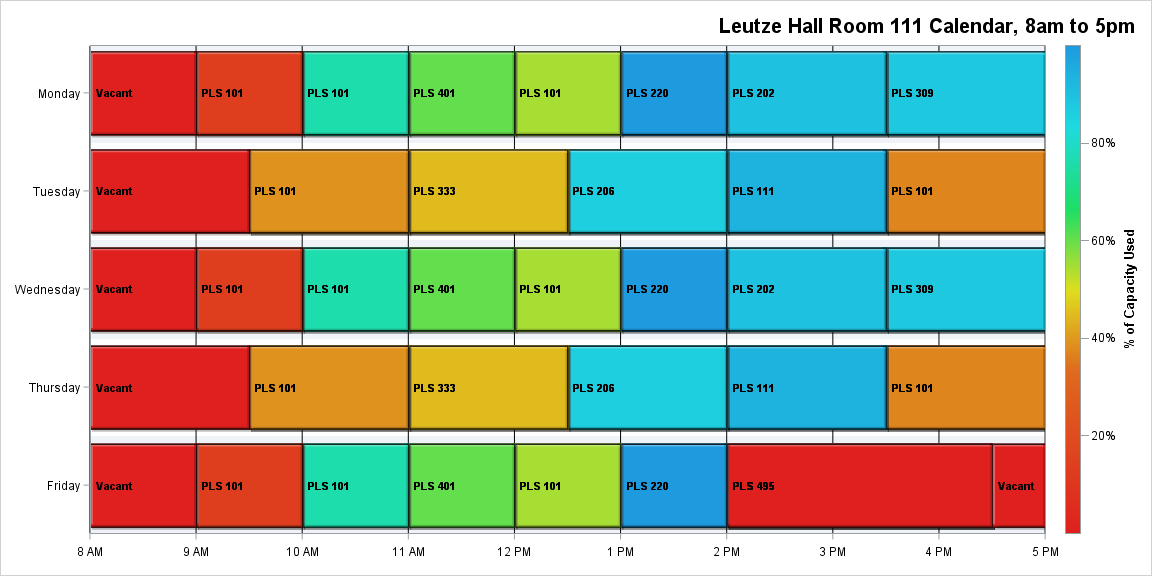 Leutze Hall Room 111 Calendar, 8am to 5pm
Monday
Vacant
PLS 101
PLS 101
PLS 401
PLS 101
PLS 220
PLS 202
PLS 309
Tuesday
Vacant
PLS 101
PLS 333
PLS 206
PLS 111
PLS 101
Wednesday
Vacant
PLS 101
PLS 101
PLS 401
PLS 101
PLS 220
PLS 202
PLS 309
Thursday
Vacant
PLS 101
PLS 333
PLS 206
PLS 111
PLS 101
Friday
Vacant
PLS 101
PLS 101
PLS 401
PLS 101
PLS 220
PLS 495
Vacant
8 AM
9 AM
10 AM
11 AM
12 PM
1 PM
2 PM
3 PM
4 PM
5 PM
80%
60%
40%
20%
% of Capacity Used